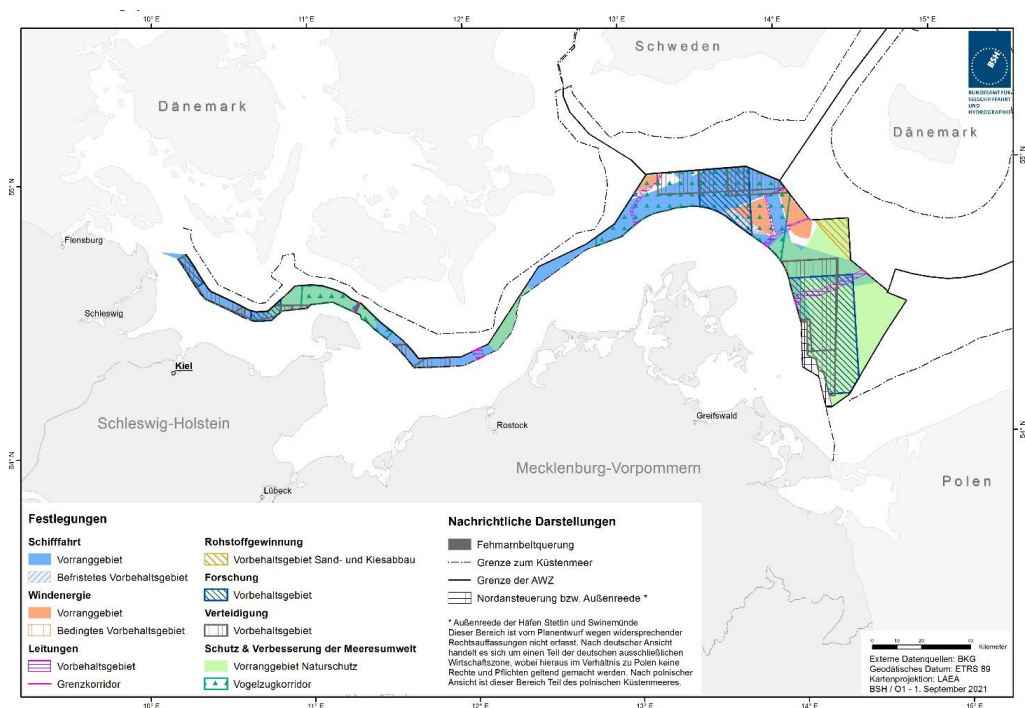 10° E 11° E 12° E 13° E 14° E 15° E
Schweden
BSH
BUNDESAMT FÜR
SEESCHIFFFAHRT
UND
HYDROGRAPHIE
Dänemark
Dänemark
55° N
55° N
Flensburg
Schleswig
Kiel
Schleswig-Holstein
Greifswald
Rostock
54° N
54° N
Mecklenburg-Vorpommern
Polen
Lübeck
Festlegungen
Schifffahrt
Vorranggebiet
Befristetes Vorbehaltsgebiet
Windenergie
Vorranggebiet
Bedingtes Vorbehaltsgebiet
Leitungen
Vorbehaltsgebiet
Grenzkorridor
Rohstoffgewinnung
Vorbehaltsgebiet Sand- und Kiesabbau
Forschung
Vorbehaltsgebiet
Verteidigung
Vorbehaltsgebiet
Schutz & Verbesserung der Meeresumwelt
Vorranggebiet Naturschutz
Vogelzugkorridor
Nachrichtliche Darstellungen
Fehmarnbeltquerung
Grenze zum Küstenmeer
Grenze der AWZ
Nordansteuerung bzw. Außenreede *
* Außenreede der Häfen Stettin und Swinemünde
Dieser Bereich ist vom Planentwurf wegen widersprechender
Rechtsauffassungen nicht erfasst. Nach deutscher Ansicht
handelt es sich um einen Teil der deutschen ausschließlichen
Wirtschaftszone, wobei hieraus im Verhältnis zu Polen keine
Rechte und Pflichten geltend gemacht werden. Nach polnischer
Ansicht ist dieser Bereich Teil des polnischen Küstenmeeres.
0 10 20 40
Kilometer
Externe Datenquellen: BKG
Geodätisches Datum: ETRS 89
Kartenprojektion: LAEA
BSH / O1 - 1. September 2021
10° E 11° E 12° E 13° E 14° E 15° E